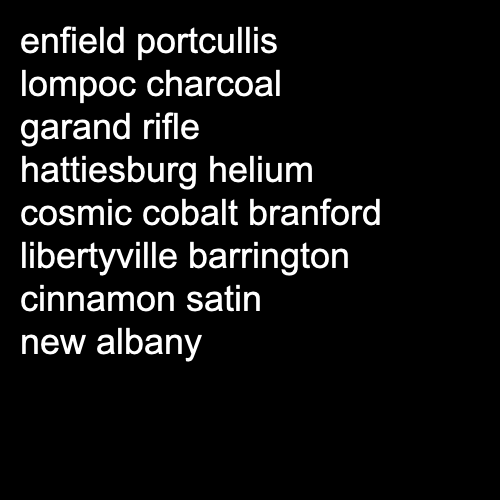 enfield portcullis
lompoc charcoal
garand rifle
hattiesburg helium
cosmic cobalt branford
libertyville barrington
cinnamon satin
new albany